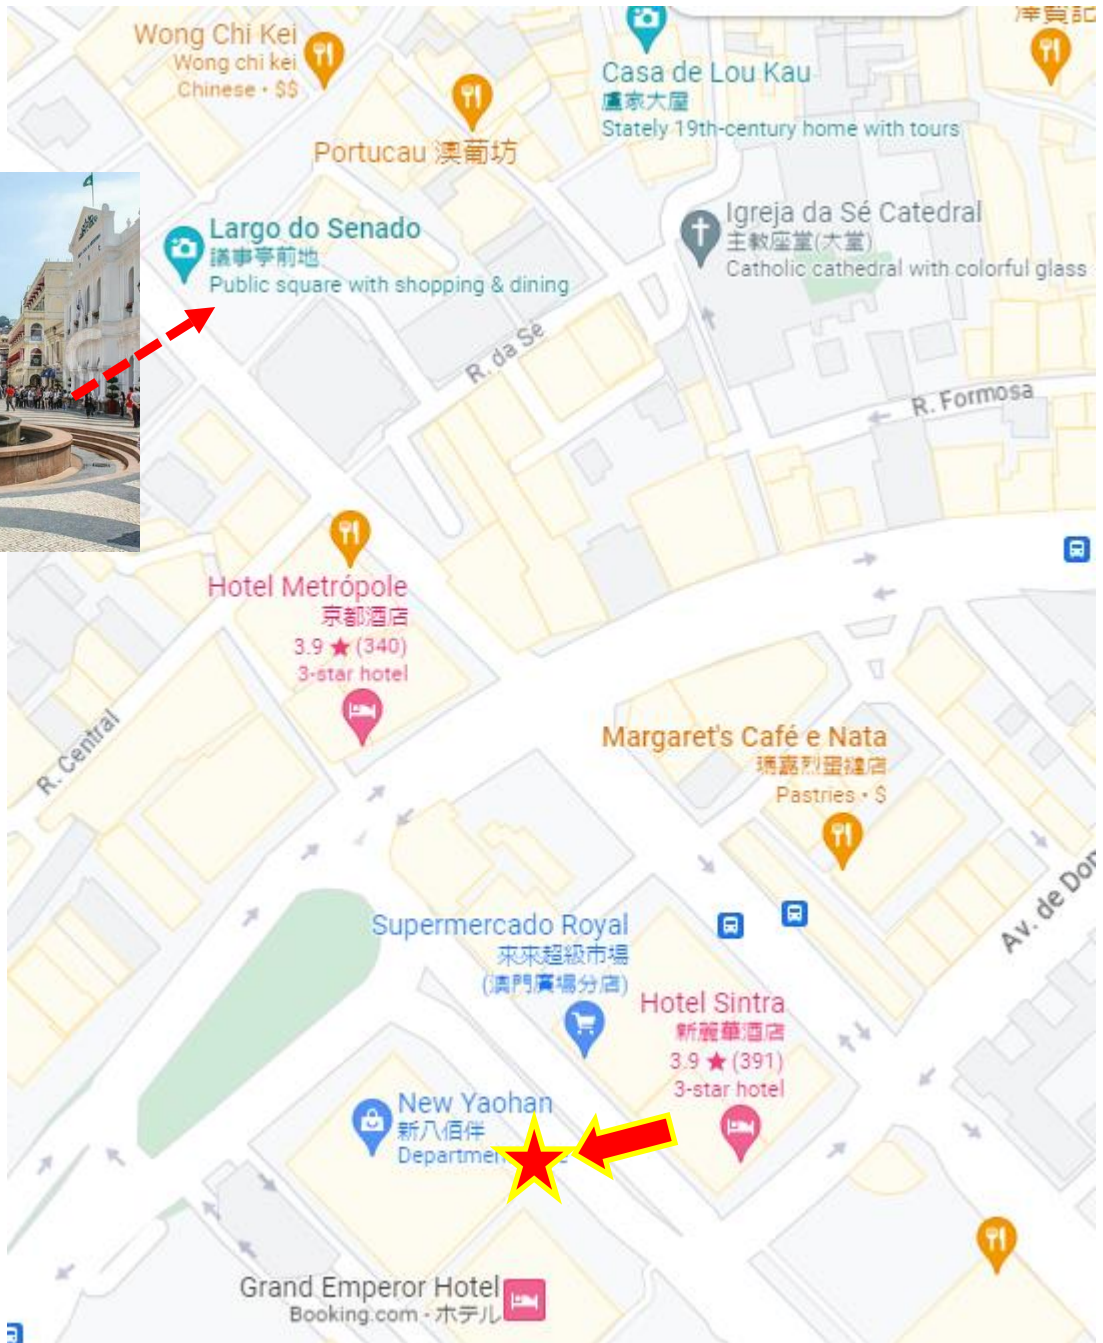 Wong Chi Kei
Wong chi kei
Chinese • $$
Portucau 澳葡坊
Casa de Lou Kau
盧家大屋
Stately 19th-century home with tours
Largo do Senado
議事亭前地
Public square with shopping & dining
Igreja da Sé Catedral
主教座堂(大堂)
Catholic cathedral with colorful glass
R. da Sé
R. Formosa
Hotel Metrópole
京都酒店
3.9 ★ (340)
3-star hotel
R. Central
Margaret's Café e Nata
瑪嘉烈蛋撻店
Pastries • $
Av. de Dom
Supermercado Royal
來來超級市場
(澳門廣場分店)
Hotel Sintra
新麗華酒店
3.9 ★ (391)
3-star hotel
New Yaohan
新八佰伴
Grand Emperor Hotel
Booking.com - ホテル